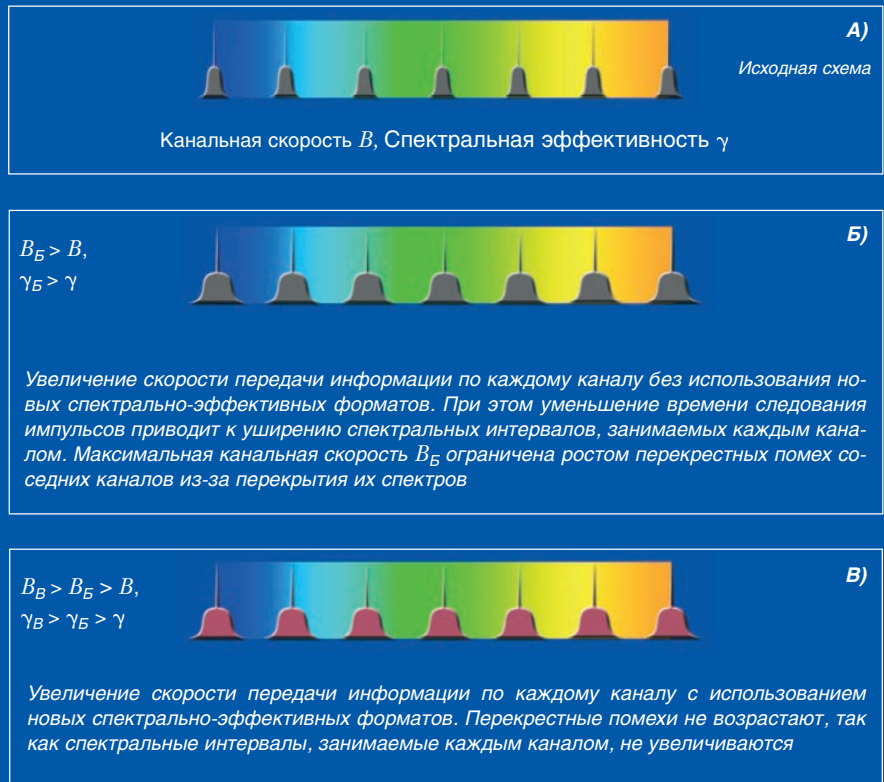 А)
Исходная схема
Канальная скорость B, Спектральная эффективность γ
Б)
B_Б > B,
γ_Б > γ
Увеличение скорости передачи информации по каждому каналу без использования но-
вых спектрально-эффективных форматов. При этом уменьшение времени следования
импульсов приводит к уширению спектральных интервалов, занимаемых каждым кана-
лом. Максимальная канальная скорость B_Б ограничена ростом перекрестных помех со-
седних каналов из-за перекрытия их спектров
В)
B_В > B_Б > B,
γ_В > γ_Б > γ
Увеличение скорости передачи информации по каждому каналу с использованием
новых спектрально-эффективных форматов. Перекрестные помехи не возрастают, так
как спектральные интервалы, занимаемые каждым каналом, не увеличиваются